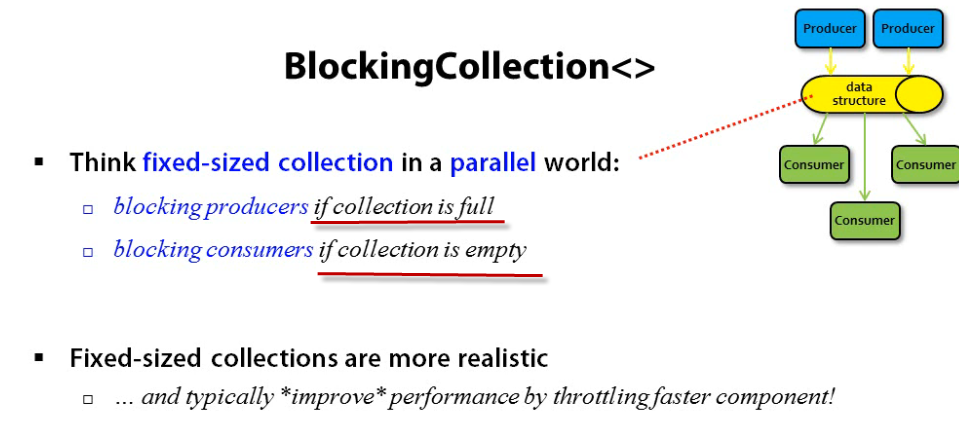 BlockingCollection<>
Producer
Producer
data
structure
Consumer
Consumer
Consumer
▪ Think fixed-sized collection in a parallel world:
▫ blocking producers if collection is full
▫ blocking consumers if collection is empty
▪ Fixed-sized collections are more realistic
▫ ... and typically *improve* performance by throttling faster component!